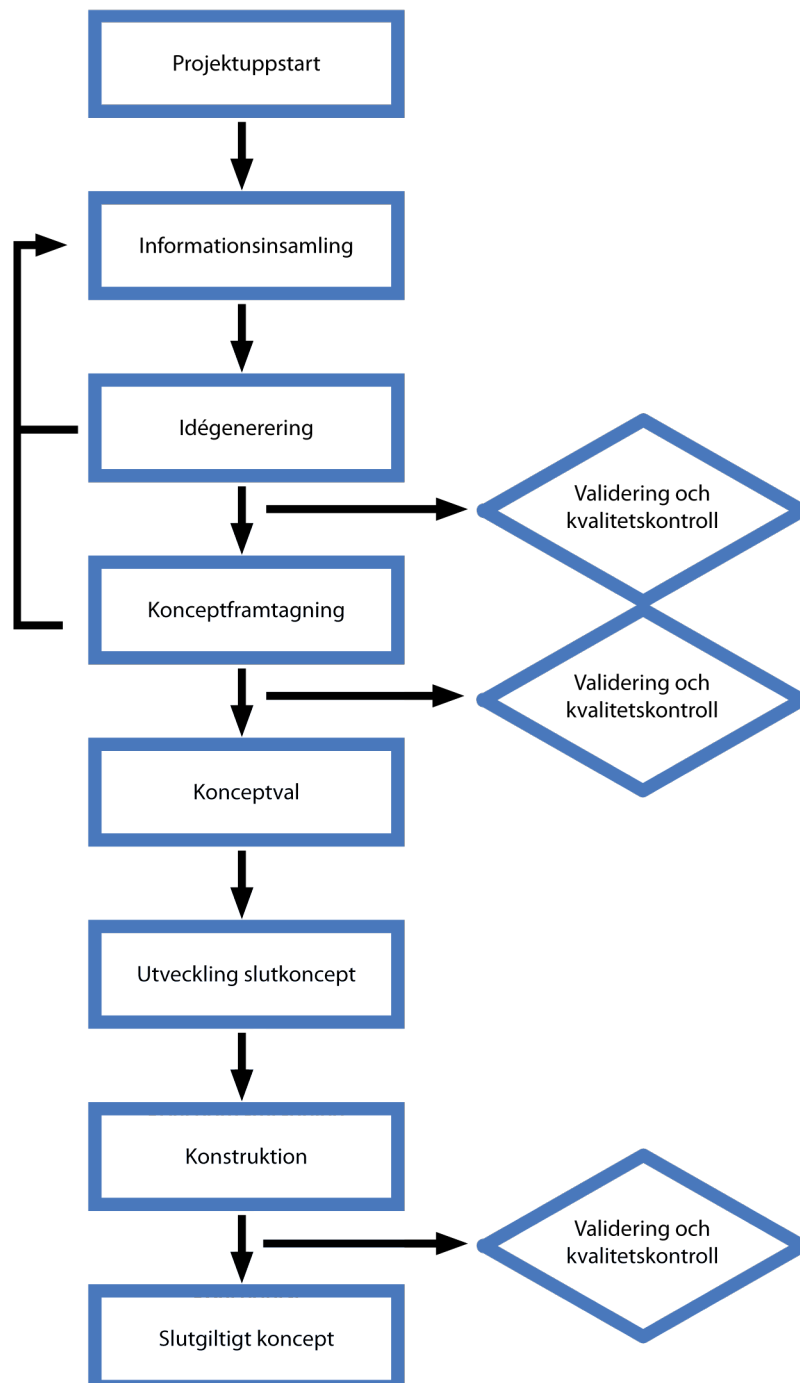 Projektuppstart
Informationsinsamling
Idégenerering
Validering och
kvalitetskontroll
Konceptframtagning
Validering och
kvalitetskontroll
Konceptval
Utveckling slutkoncept
Konstruktion
Validering och
kvalitetskontroll
Slutgiltigt koncept